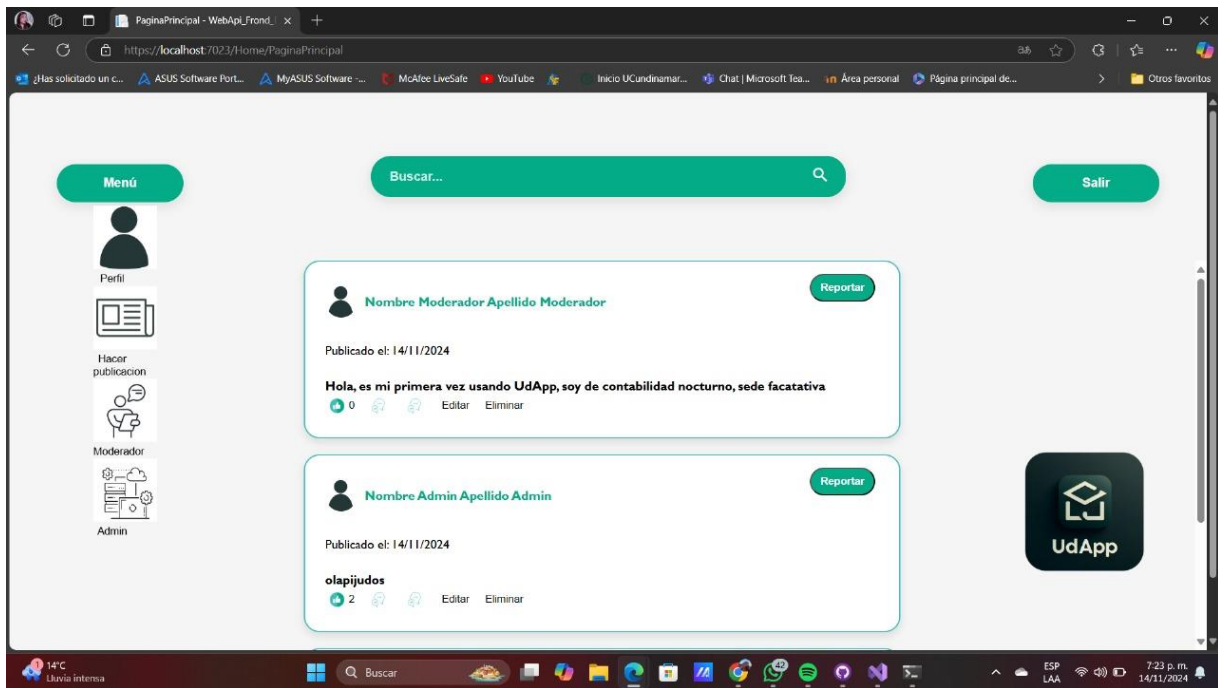 PaginaPrincipal - WebApi_Frond_
https://localhost:7023/Home/PaginaPrincipal
¿Has solicitado un c...
ASUS Software Port...
MyASUS Software -...
McAfee LiveSafe
YouTube
Inicio UCundinamar...
Chat | Microsoft Tea...
Área personal
Página principal de...
Otros favoritos
Menú
Buscar...
Salir
Perfil
Hacer
publicacion
Moderador
Admin
Nombre Moderador Apellido Moderador
Reportar
Publicado el: 14/11/2024
Hola, es mi primera vez usando UdApp, soy de contabilidad nocturno, sede facatativa
0 Editar Eliminar
Nombre Admin Apellido Admin
Reportar
Publicado el: 14/11/2024
olapijudos
2 Editar Eliminar
UdApp
1
14°C
Lluvia intensa
Buscar
42
ESP
LAA
7:23 p. m.
14/11/2024